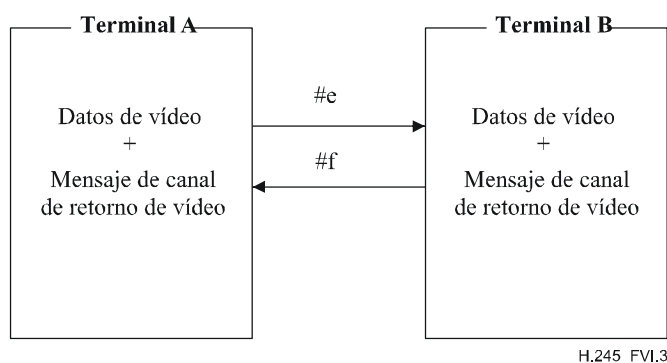 Terminal A
Terminal B
#e
Datos de vídeo
+
Mensaje de canal
de retorno de vídeo
#f
Datos de vídeo
+
Mensaje de canal
de retorno de vídeo
H.245_FVI.3